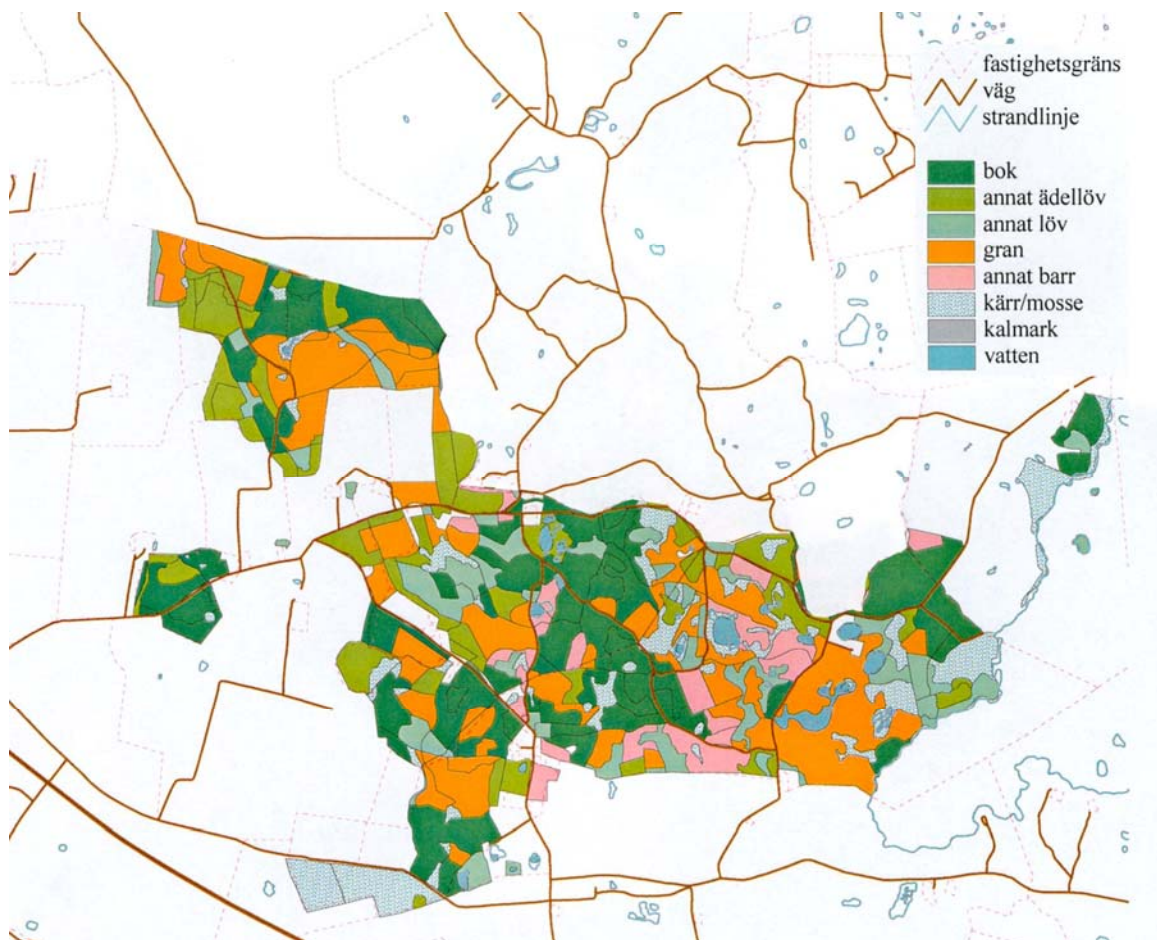 fastighetsgräns
väg
strandlinje
bok
annat ädellöv
annat löv
gran
annat barr
kärr/mosse
kalmark
vatten